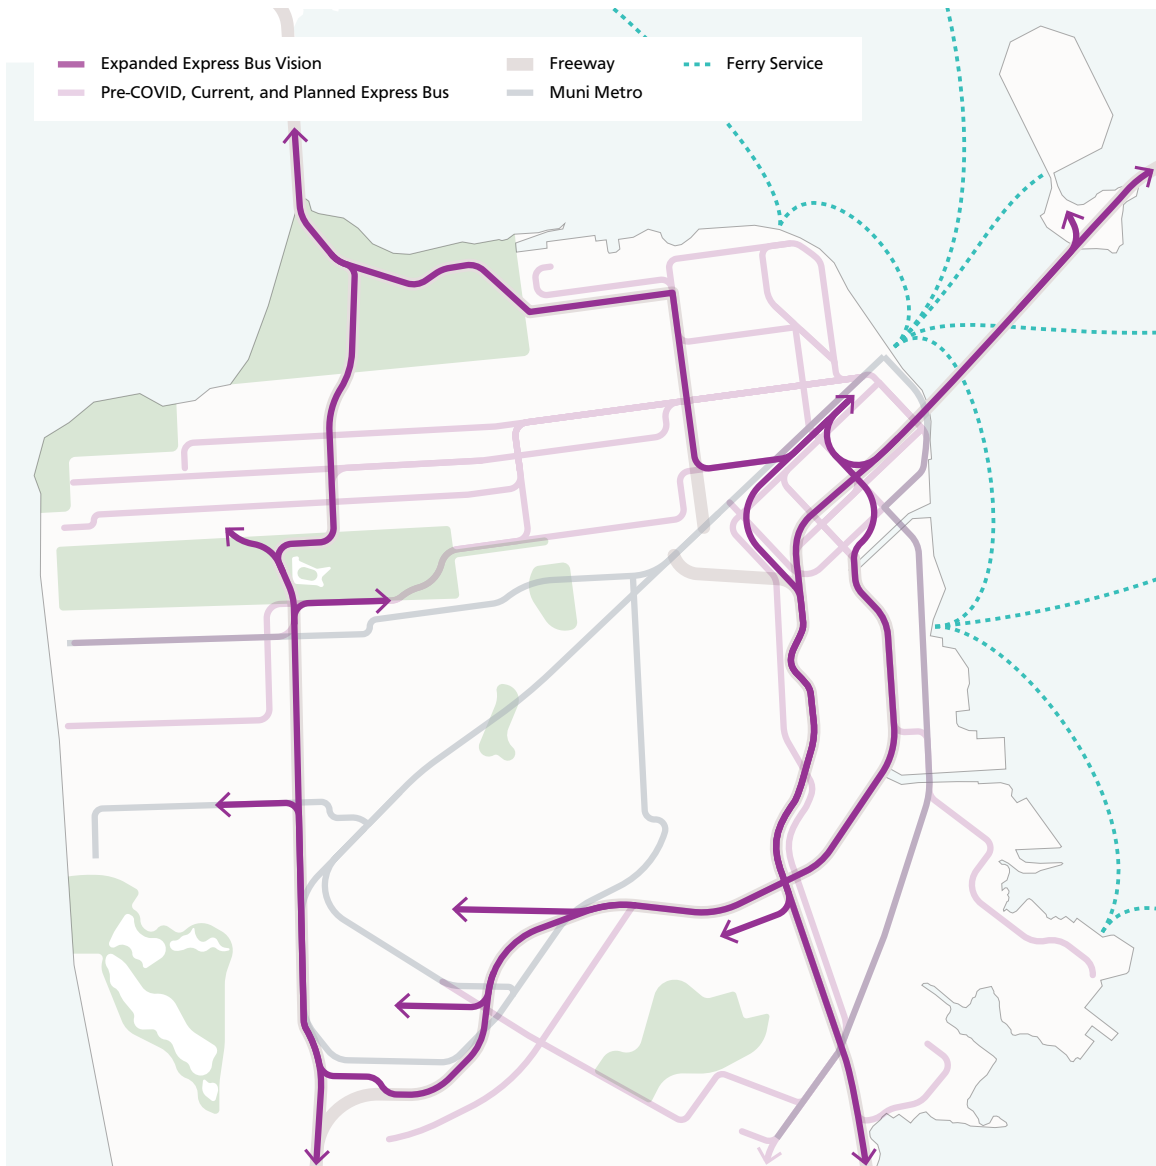 Expanded Express Bus Vision
Pre-COVID, Current, and Planned Express Bus
Freeway
Muni Metro
Ferry Service